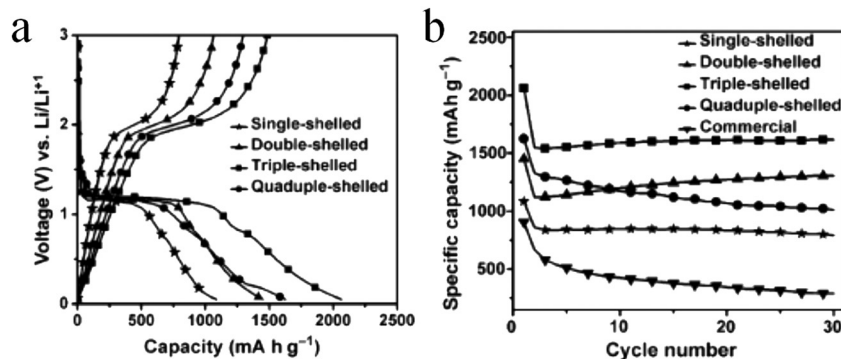 a
Voltage (V) vs. Li/Li+1
3
2
1
0
Single-shelled
Double-shelled
Triple-shelled
Quaduple-shelled
0 500 1000 1500 2000 2500
Capacity (mA h g⁻¹)
b
Specific capacity (mAh g⁻¹)
2500
2000
1500
1000
500
Single-shelled
Double-shelled
Triple-shelled
Quaduple-shelled
Commercial
0 10 20 30
Cycle number